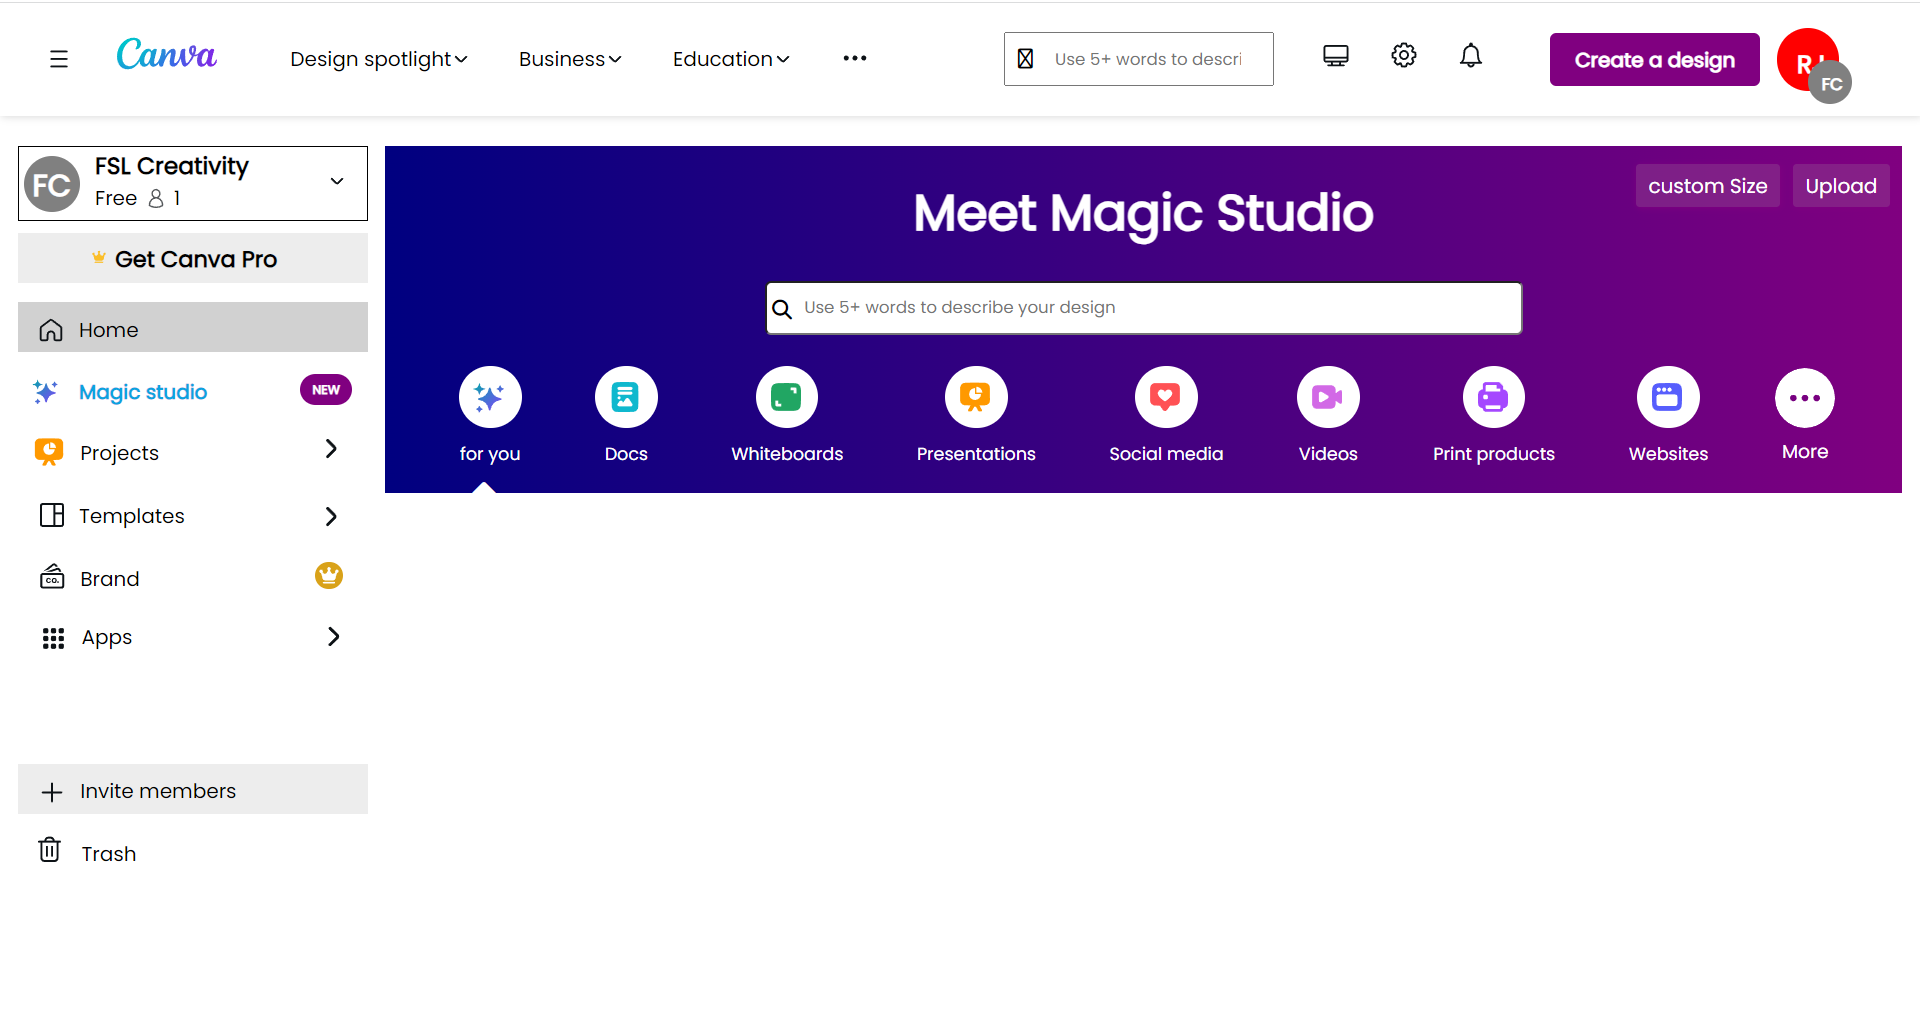 Canva
Design spotlight
Business
Education
Use 5+ words to descri
Create a design
FC
FC
FSL Creativity
Free 1
Get Canva Pro
Home
Magic studio NEW
Projects
Templates
CO.
Brand
Apps
Invite members
Trash
custom Size
Upload
Meet Magic Studio
Use 5+ words to describe your design
for you
Docs
Whiteboards
Presentations
Social media
Videos
Print products
Websites
More